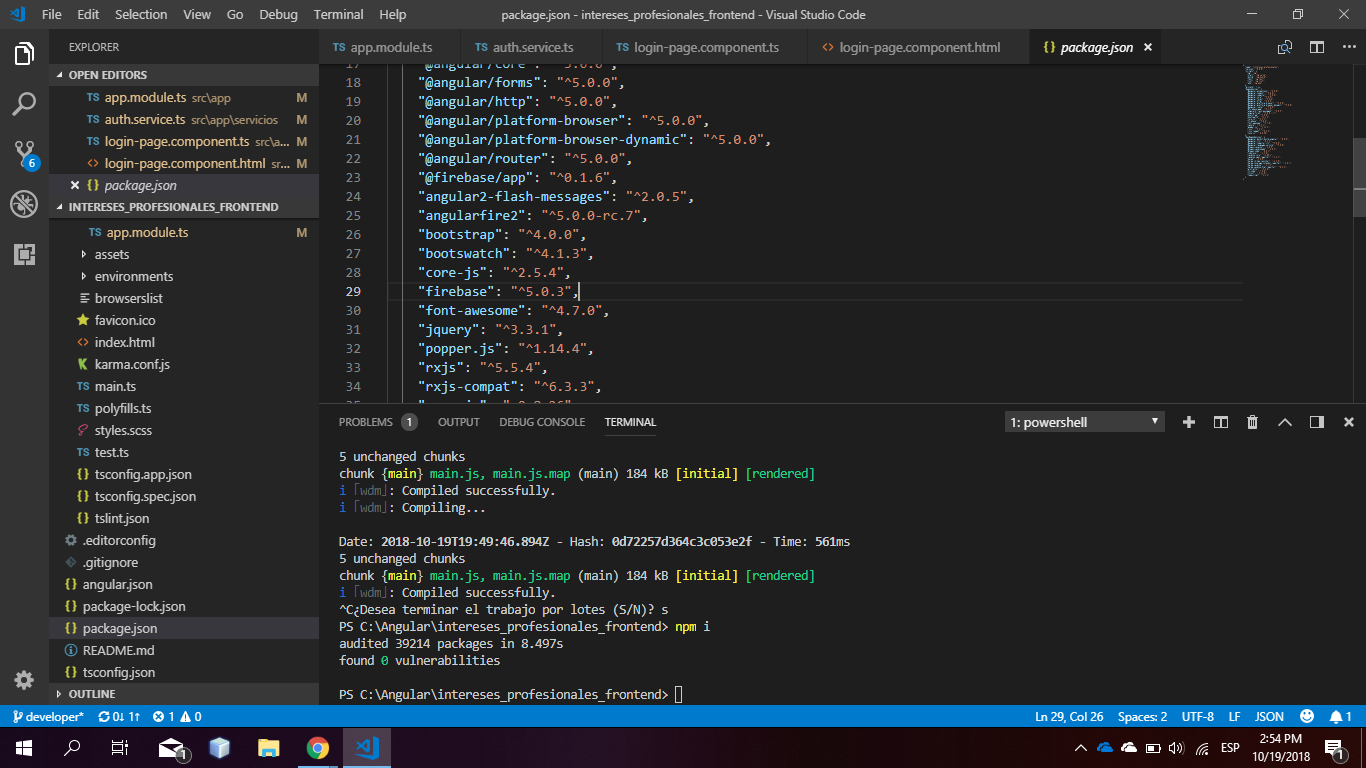 File Edit Selection View Go Debug Terminal Help
package.json - intereses_profesionales_frontend - Visual Studio Code
EXPLORER
OPEN EDITORS
TS app.module.ts src\app M
TS auth.service.ts src\app\servicios M
TS login-page.component.ts src\a... M
<> login-page.component.html sr... M
{} package.json
INTERESES_PROFESIONALES_FRONTEND
TS app.module.ts M
assets
environments
browserslist
favicon.ico
<> index.html
karma.conf.js
TS main.ts
TS polyfills.ts
styles.scss
TS test.ts
{} tsconfig.app.json
{} tsconfig.spec.json
{} tslint.json
.editorconfig
.gitignore
{} angular.json
{} package-lock.json
{} package.json
README.md
{} tsconfig.json
OUTLINE
6
TS app.module.ts
TS auth.service.ts
TS login-page.component.ts
<> login-page.component.html
{} package.json
17 "@angular/core": "^5.0.0",
18 "@angular/forms": "^5.0.0",
19 "@angular/http": "^5.0.0",
20 "@angular/platform-browser": "^5.0.0",
21 "@angular/platform-browser-dynamic": "^5.0.0",
22 "@angular/router": "^5.0.0",
23 "@firebase/app": "^0.1.6",
24 "angular2-flash-messages": "^2.0.5",
25 "angularfire2": "^5.0.0-rc.7",
26 "bootstrap": "^4.0.0",
27 "bootswatch": "^4.1.3",
28 "core-js": "^2.5.4",
29 "firebase": "^5.0.3",
30 "font-awesome": "^4.7.0",
31 "jquery": "^3.3.1",
32 "popper.js": "^1.14.4",
33 "rxjs": "^5.5.4",
34 "rxjs-compat": "^6.3.3",
PROBLEMS 1 OUTPUT DEBUG CONSOLE TERMINAL
1: powershell
5 unchanged chunks
chunk {main} main.js, main.js.map (main) 184 kB [initial] [rendered]
i ｢wdm｣: Compiled successfully.
i ｢wdm｣: Compiling...
Date: 2018-10-19T19:49:46.894Z - Hash: 0d72257d364c3c053e2f - Time: 561ms
5 unchanged chunks
chunk {main} main.js, main.js.map (main) 184 kB [initial] [rendered]
i ｢wdm｣: Compiled successfully.
^C¿Desea terminar el trabajo por lotes (S/N)? s
PS C:\Angular\intereses_profesionales_frontend> npm i
audited 39214 packages in 8.497s
found 0 vulnerabilities
PS C:\Angular\intereses_profesionales_frontend>
developer* 0↓ 1↑ 1 0
Ln 29, Col 26 Spaces: 2 UTF-8 LF JSON 1
1
ESP
2:54 PM
10/19/2018
1